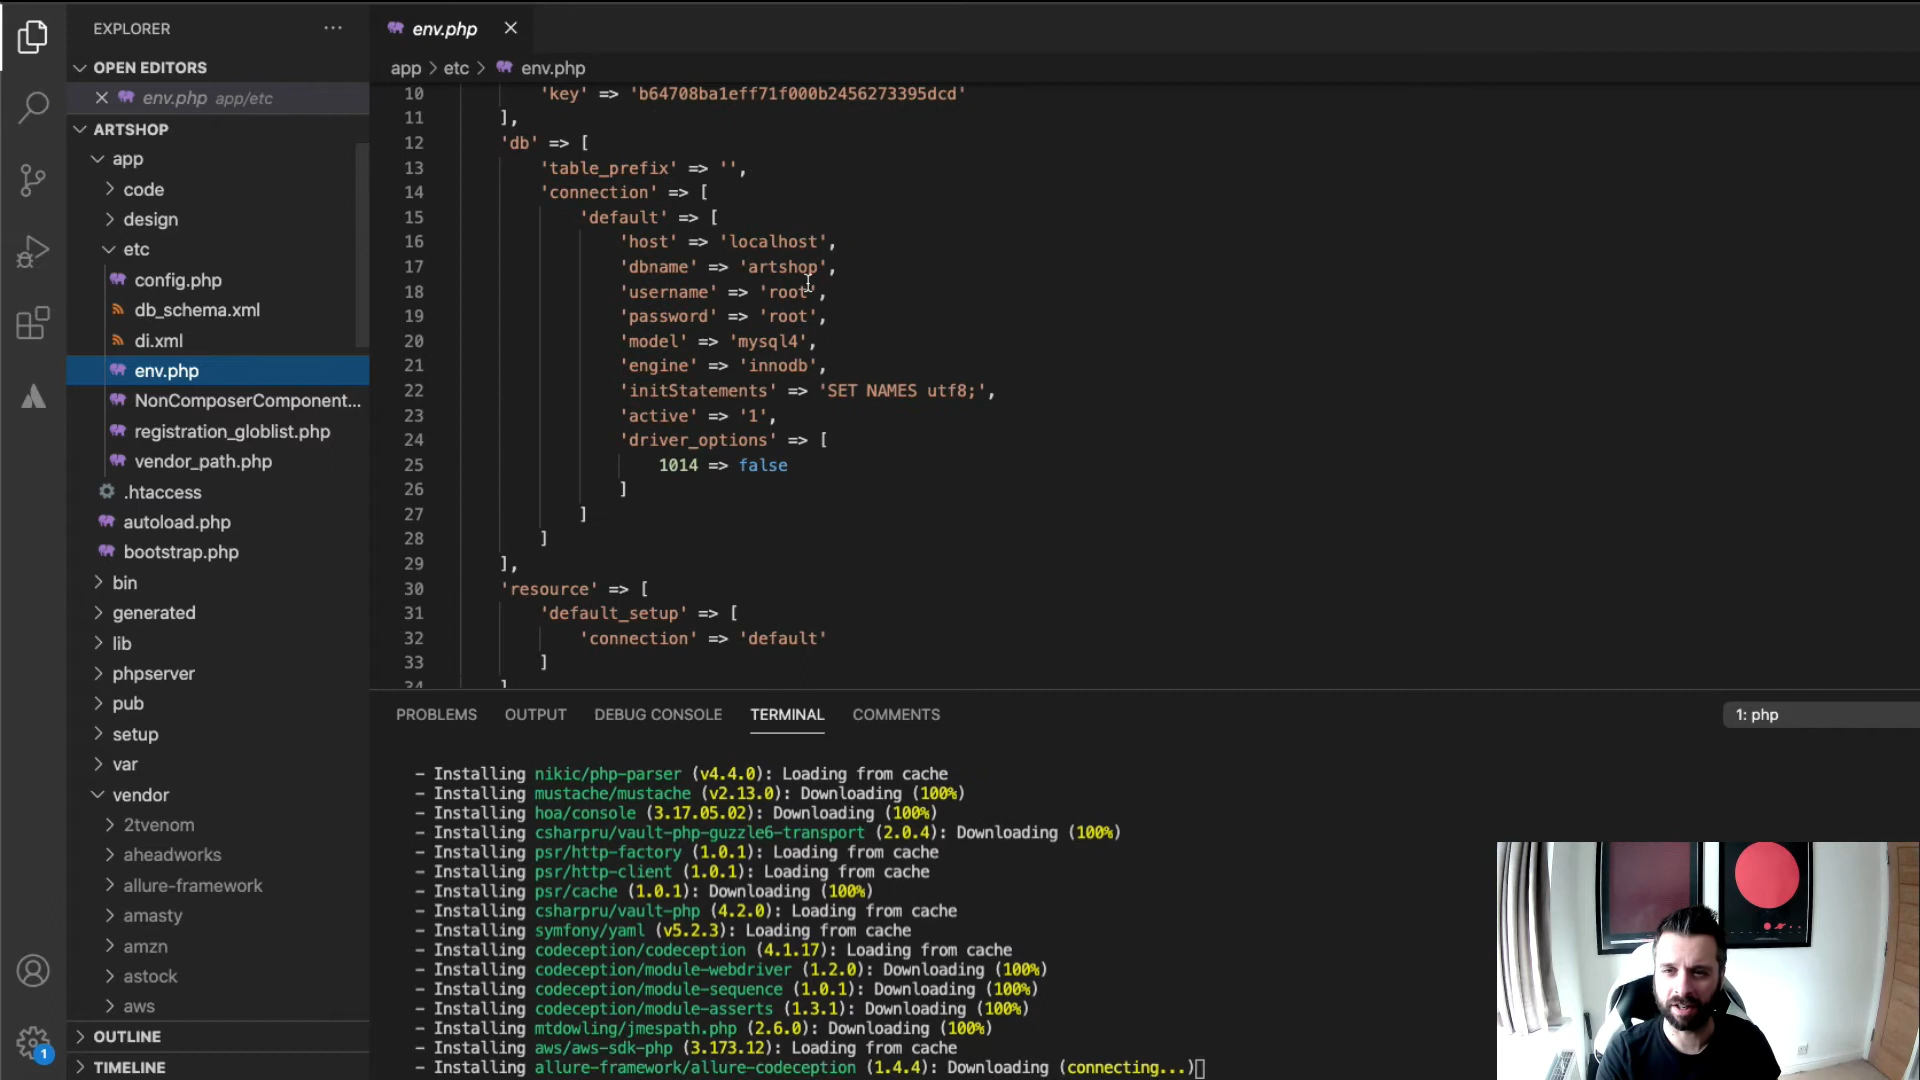 EXPLORER
OPEN EDITORS
env.php app/etc
ARTSHOP
app
code
design
etc
config.php
db_schema.xml
di.xml
env.php
NonComposerComponent...
registration_globlist.php
vendor_path.php
.htaccess
autoload.php
bootstrap.php
bin
generated
lib
phpserver
pub
setup
var
vendor
2tvenom
aheadworks
allure-framework
amasty
amzn
astock
aws
OUTLINE
TIMELINE
1
env.php
app > etc > env.php
10 'key' => 'b64708ba1eff71f000b2456273395dcd'
11 ],
12 'db' => [
13 'table_prefix' => '',
14 'connection' => [
15 'default' => [
16 'host' => 'localhost',
17 'dbname' => 'artshop',
18 'username' => 'root',
19 'password' => 'root',
20 'model' => 'mysql4',
21 'engine' => 'innodb',
22 'initStatements' => 'SET NAMES utf8;',
23 'active' => '1',
24 'driver_options' => [
25 1014 => false
26 ]
27 ]
28 ]
29 ],
30 'resource' => [
31 'default_setup' => [
32 'connection' => 'default'
33 ]
34 ]
PROBLEMS OUTPUT DEBUG CONSOLE TERMINAL COMMENTS 1: php
- Installing nikic/php-parser (v4.4.0): Loading from cache
- Installing mustache/mustache (v2.13.0): Downloading (100%)
- Installing hoa/console (3.17.05.02): Downloading (100%)
- Installing csharpru/vault-php-guzzle6-transport (2.0.4): Downloading (100%)
- Installing psr/http-factory (1.0.1): Loading from cache
- Installing psr/http-client (1.0.1): Loading from cache
- Installing psr/cache (1.0.1): Downloading (100%)
- Installing csharpru/vault-php (4.2.0): Loading from cache
- Installing symfony/yaml (v5.2.3): Loading from cache
- Installing codeception/codeception (4.1.17): Loading from cache
- Installing codeception/module-webdriver (1.2.0): Downloading (100%)
- Installing codeception/module-sequence (1.0.1): Downloading (100%)
- Installing codeception/module-asserts (1.3.1): Downloading (100%)
- Installing mtdowling/jmespath.php (2.6.0): Downloading (100%)
- Installing aws/aws-sdk-php (3.173.12): Loading from cache
- Installing allure-framework/allure-codeception (1.4.4): Downloading (connecting...)